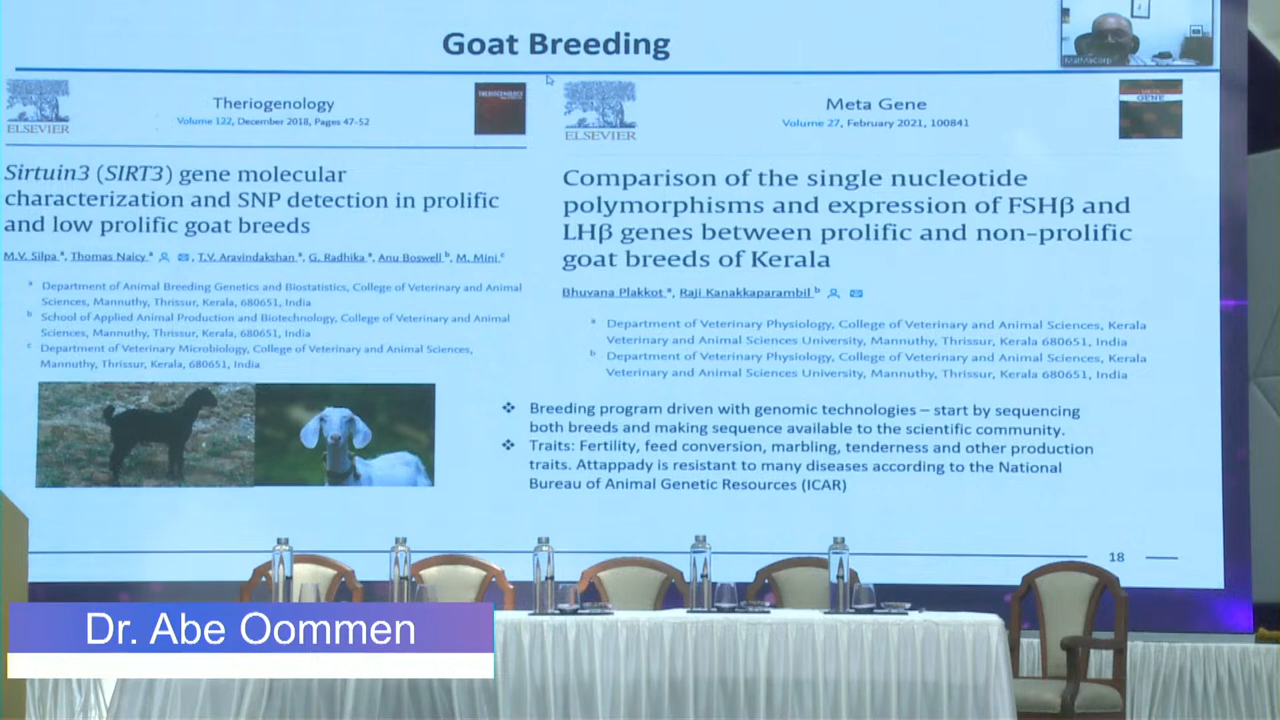 Goat Breeding
MatMaCorp
ELSEVIER
Theriogenology
Volume 122, December 2018, Pages 47-52
THERIOGENOLOGY
Sirtuin3 (SIRT3) gene molecular
characterization and SNP detection in prolific
and low prolific goat breeds
M.V. Silpa a, Thomas Naicy a, T.V. Aravindakshan a, G. Radhika a, Anu Boswell b, M. Mini c
a Department of Animal Breeding Genetics and Biostatistics, College of Veterinary and Animal
Sciences, Mannuthy, Thrissur, Kerala, 680651, India
b School of Applied Animal Production and Biotechnology, College of Veterinary and Animal
Sciences, Mannuthy, Thrissur, Kerala, 680651, India
c Department of Veterinary Microbiology, College of Veterinary and Animal Sciences,
Mannuthy, Thrissur, Kerala, 680651, India
ELSEVIER
Meta Gene
Volume 27, February 2021, 100841
META
GENE
Comparison of the single nucleotide
polymorphisms and expression of FSHβ and
LHβ genes between prolific and non-prolific
goat breeds of Kerala
Bhuvana Plakkot a, Raji Kanakkaparambil b
a Department of Veterinary Physiology, College of Veterinary and Animal Sciences, Kerala
Veterinary and Animal Sciences University, Mannuthy, Thrissur, Kerala 680651, India
b Department of Veterinary Physiology, College of Veterinary and Animal Sciences, Kerala
Veterinary and Animal Sciences University, Mannuthy, Thrissur, Kerala 680651, India
❖ Breeding program driven with genomic technologies – start by sequencing
both breeds and making sequence available to the scientific community.
❖ Traits: Fertility, feed conversion, marbling, tenderness and other production
traits. Attappady is resistant to many diseases according to the National
Bureau of Animal Genetic Resources (ICAR)
18
Dr. Abe Oommen